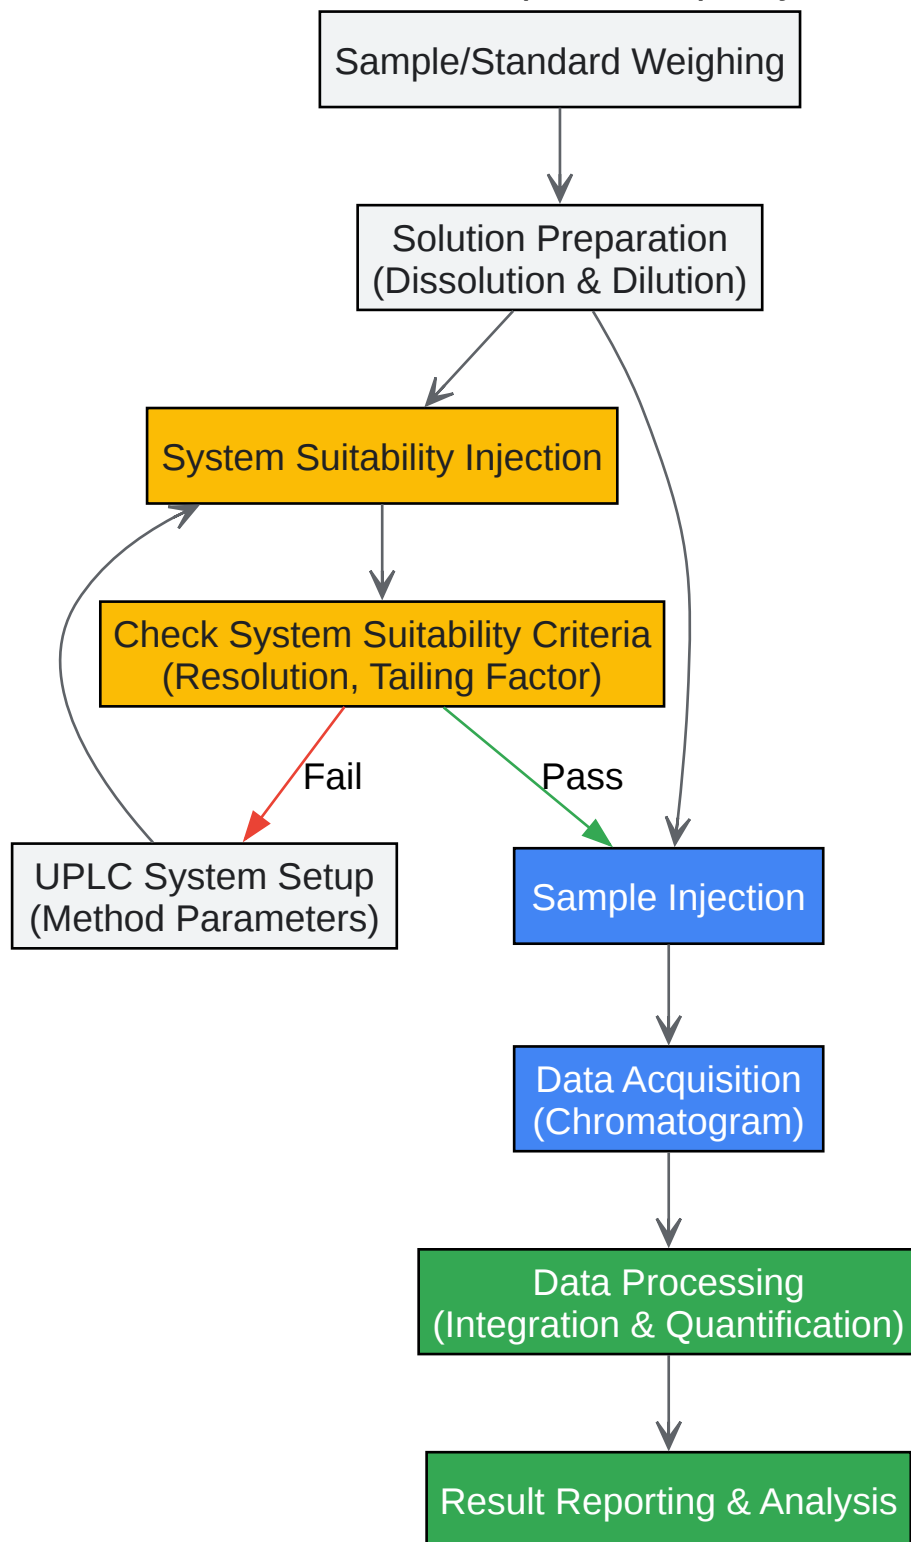 Sample/Standard Weighing
Solution Preparation
(Dissolution & Dilution)
System Suitability Injection
Check System Suitability Criteria
(Resolution, Tailing Factor)
Fail
Pass
UPLC System Setup
(Method Parameters)
Sample Injection
Data Acquisition
(Chromatogram)
Data Processing
(Integration & Quantification)
Result Reporting & Analysis